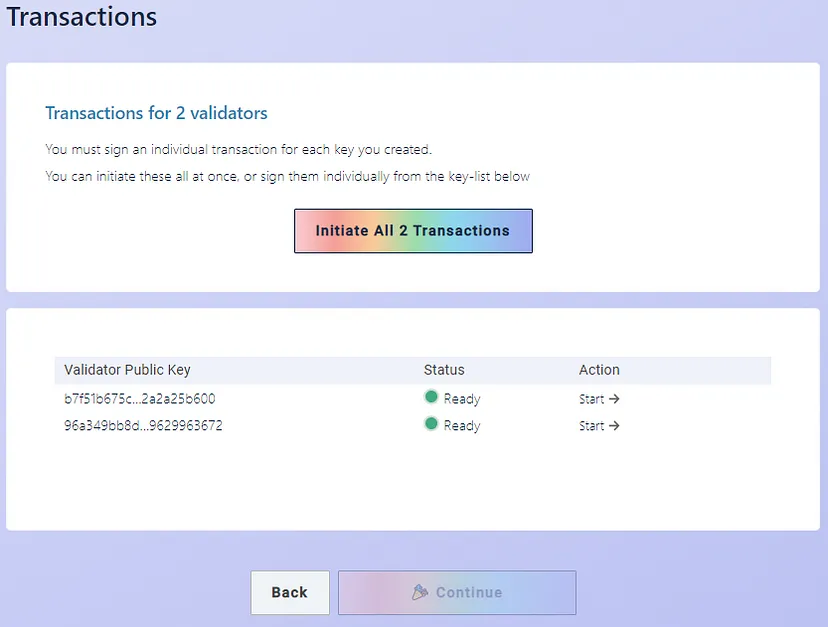 Transactions
Transactions for 2 validators
You must sign an individual transaction for each key you created.
You can initiate these all at once, or sign them individually from the key-list below
Initiate All 2 Transactions
Validator Public Key Status Action
b7f51b675c...2a2a25b600 Ready Start →
96a349bb8d...9629963672 Ready Start →
Back Continue